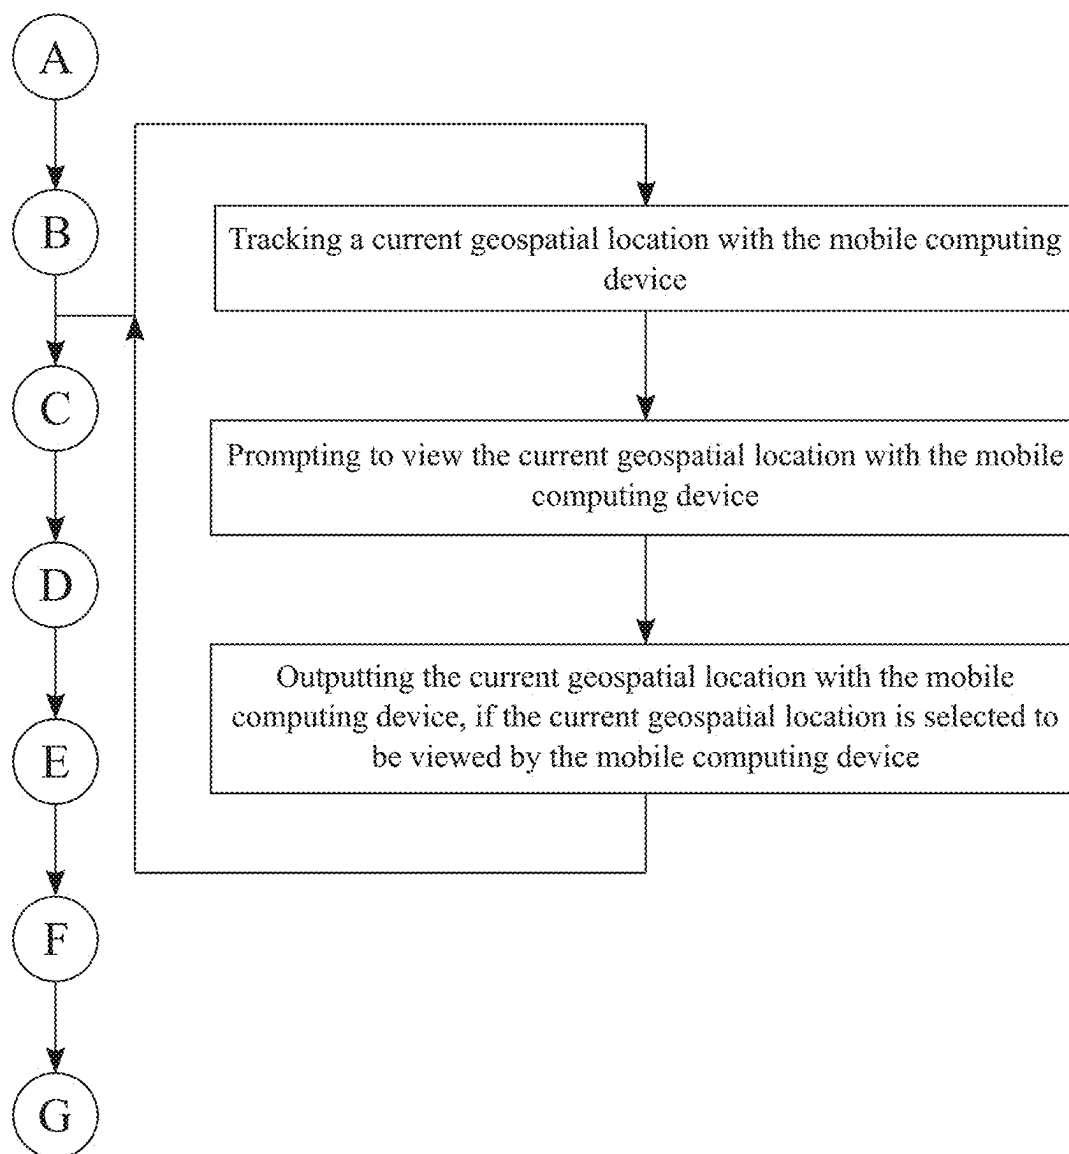 A
B
Tracking a current geospatial location with the mobile computing
device
C
Prompting to view the current geospatial location with the mobile
computing device
D
Outputting the current geospatial location with the mobile
computing device, if the current geospatial location is selected to
be viewed by the mobile computing device
E
F
G